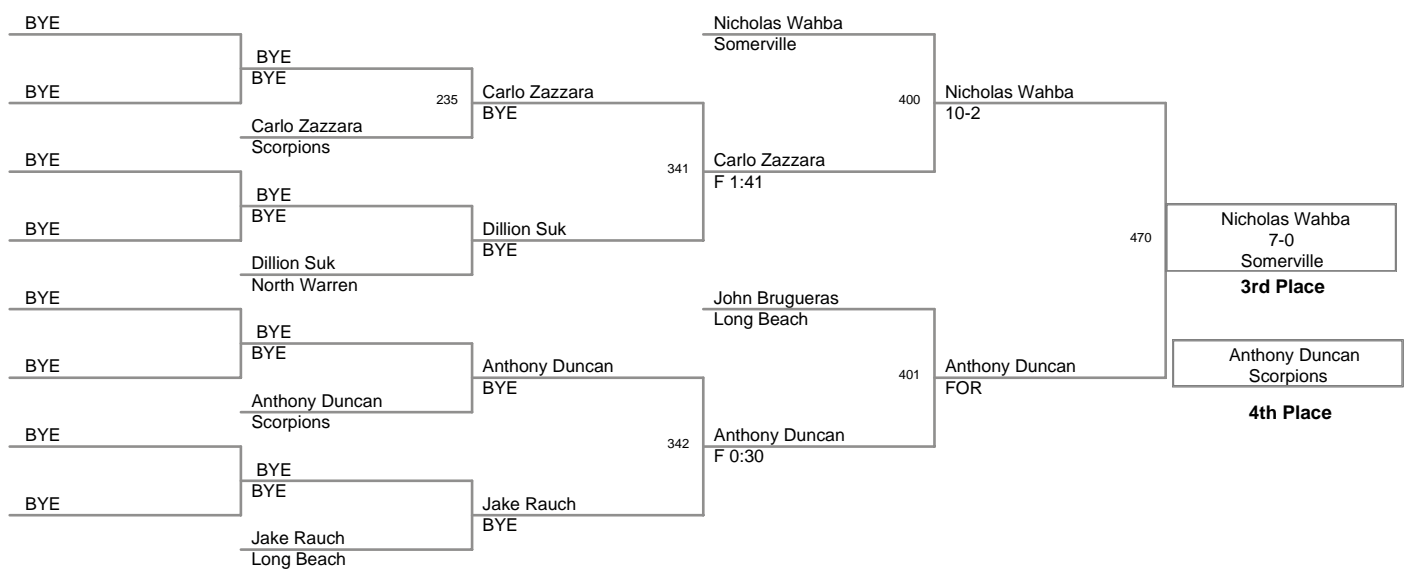 BYE
BYE
BYE
BYE
BYE
BYE
BYE
BYE
BYE
BYE
Carlo Zazzara
Scorpions
BYE
BYE
Dillion Suk
North Warren
BYE
BYE
Anthony Duncan
Scorpions
BYE
BYE
Jake Rauch
Long Beach
235
Carlo Zazzara
BYE
Dillion Suk
BYE
Anthony Duncan
BYE
Jake Rauch
BYE
341
342
Nicholas Wahba
Somerville
Carlo Zazzara
F 1:41
John Brugueras
Long Beach
Anthony Duncan
F 0:30
400
401
Nicholas Wahba
10-2
Anthony Duncan
FOR
470
Nicholas Wahba
7-0
Somerville
3rd Place
Anthony Duncan
Scorpions
4th Place